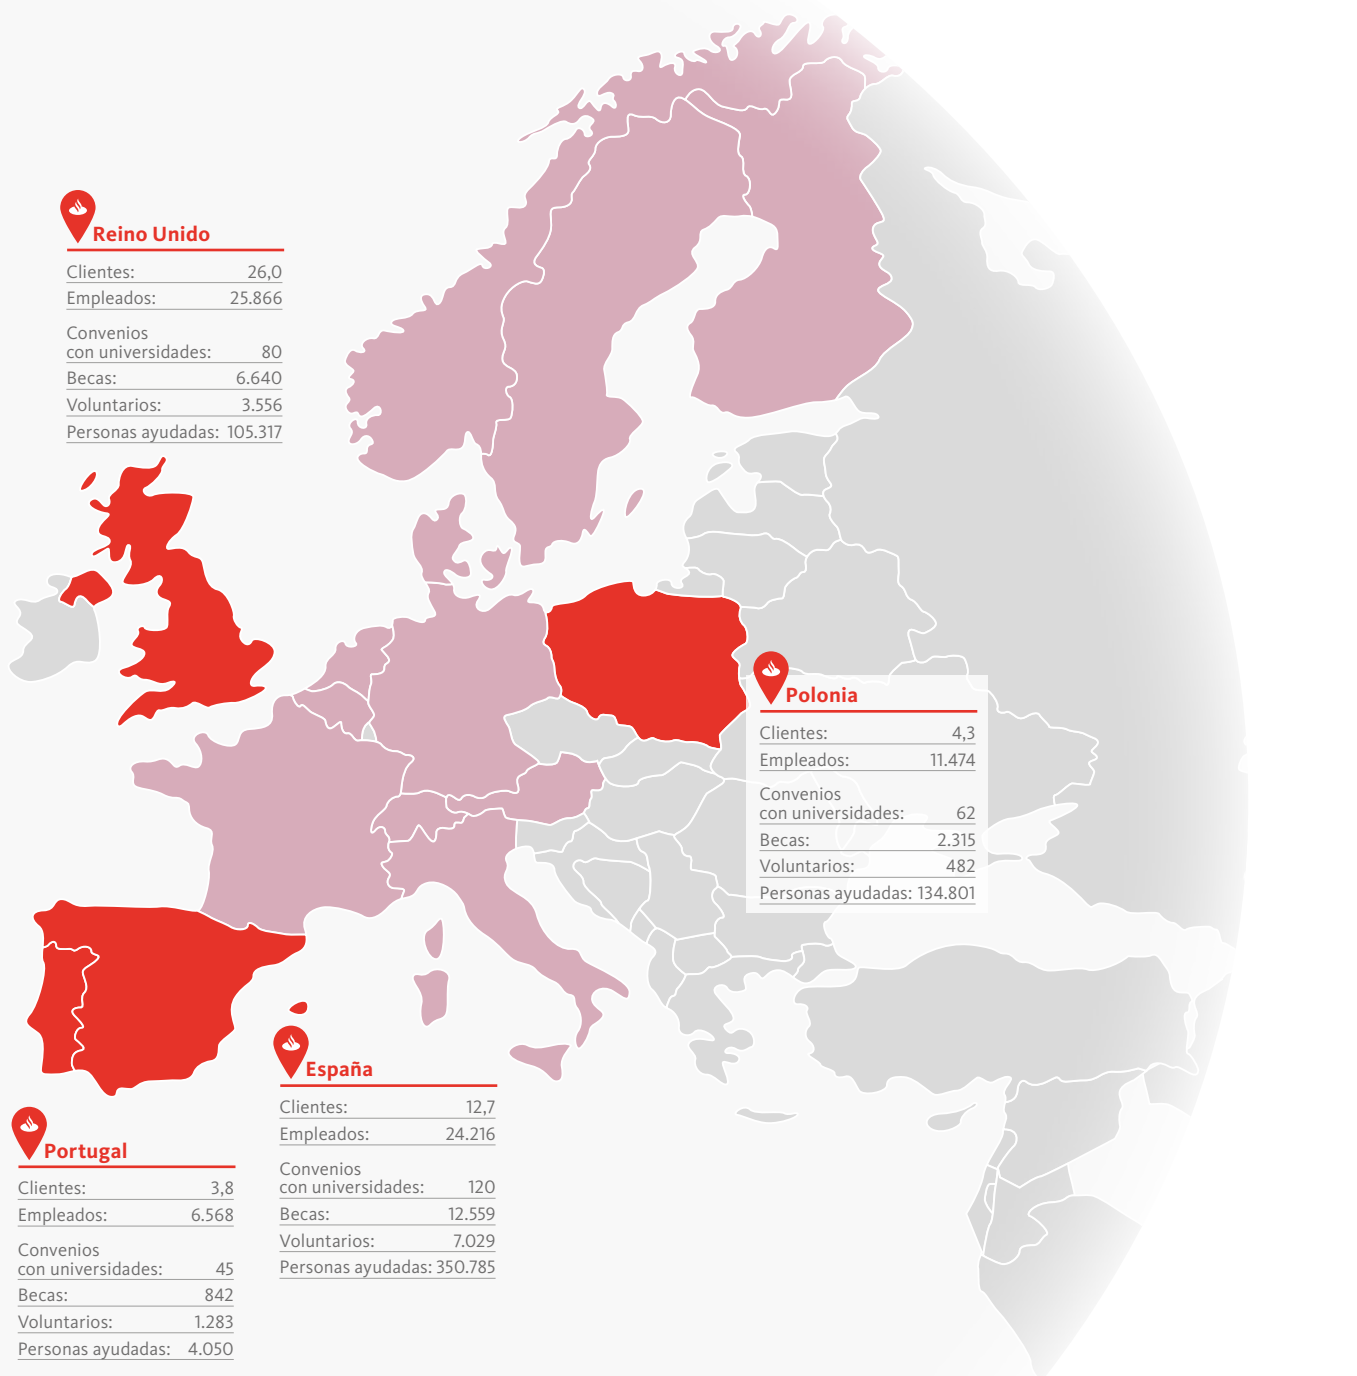 Reino Unido
Clientes: 26,0
Empleados: 25.866
Convenios
con universidades: 80
Becas: 6.640
Voluntarios: 3.556
Personas ayudadas: 105.317
Polonia
Clientes: 4,3
Empleados: 11.474
Convenios
con universidades: 62
Becas: 2.315
Voluntarios: 482
Personas ayudadas: 134.801
España
Clientes: 12,7
Empleados: 24.216
Convenios
con universidades: 120
Becas: 12.559
Voluntarios: 7.029
Personas ayudadas: 350.785
Portugal
Clientes: 3,8
Empleados: 6.568
Convenios
con universidades: 45
Becas: 842
Voluntarios: 1.283
Personas ayudadas: 4.050